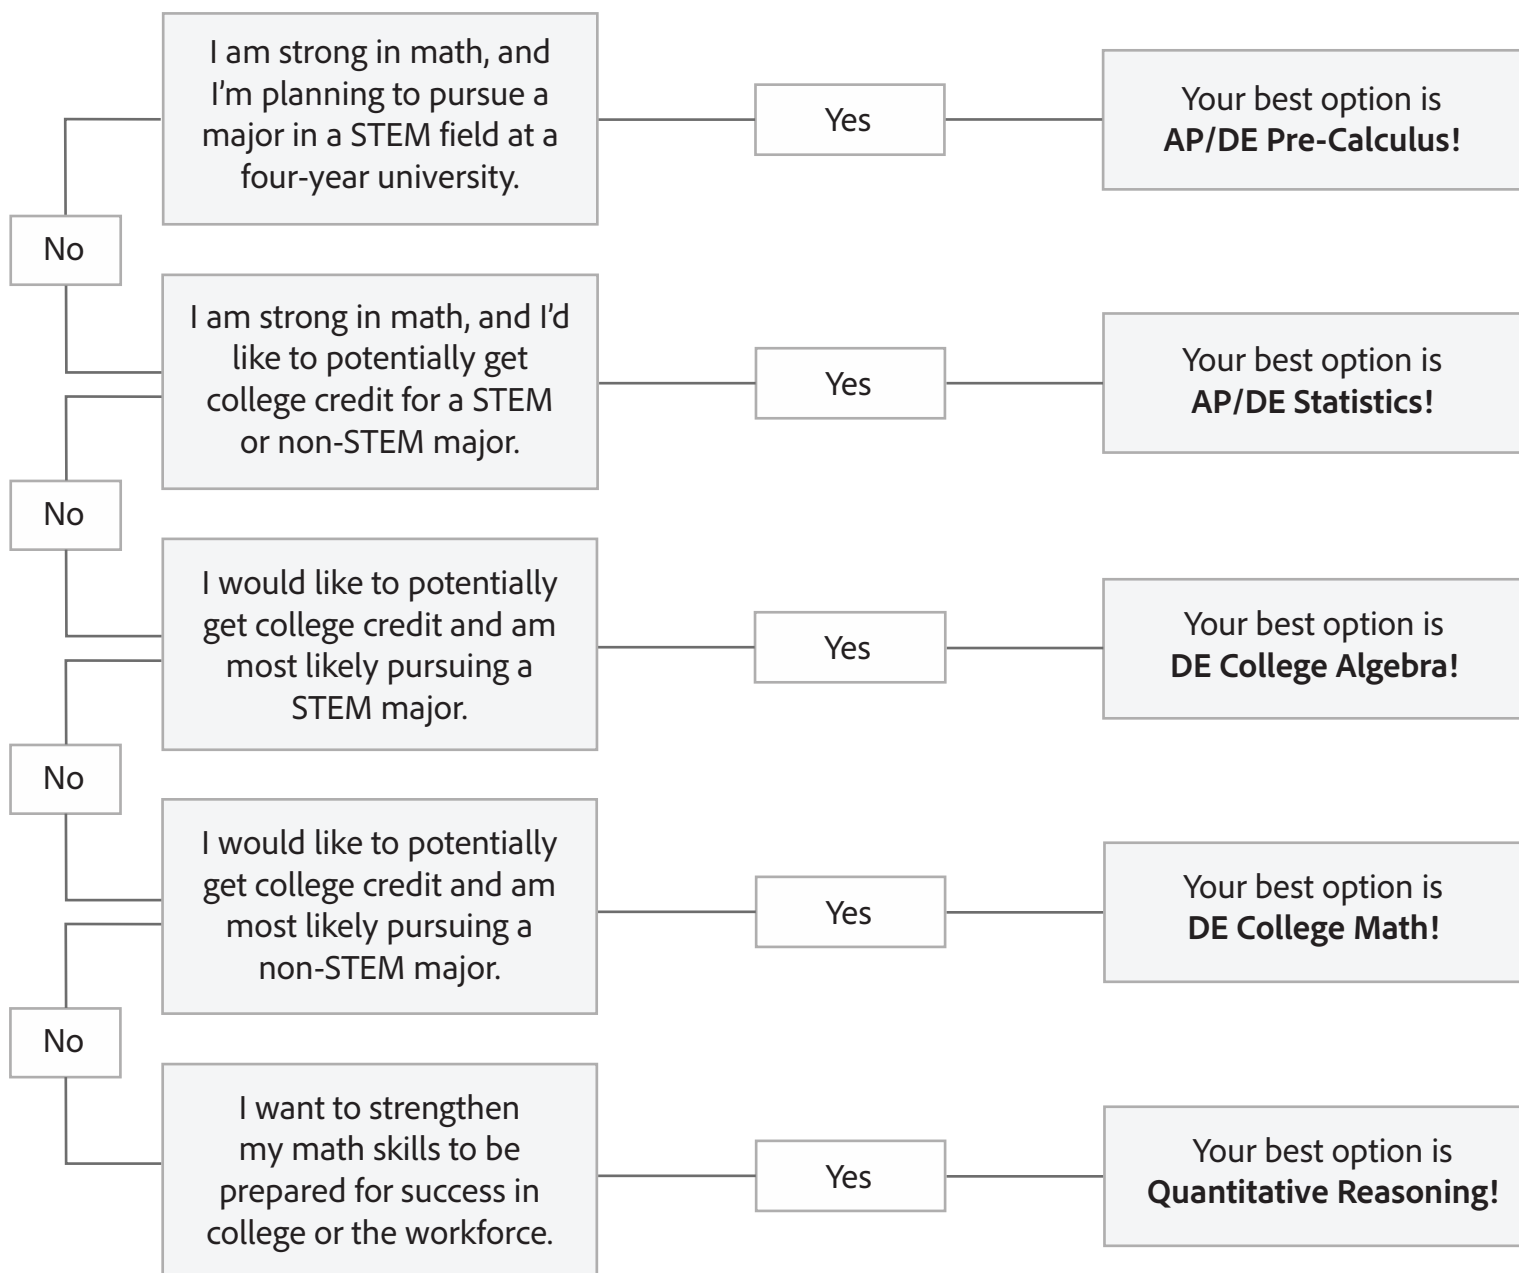 I am strong in math, and
I'm planning to pursue a
major in a STEM field at a
four-year university.
Yes
Your best option is
AP/DE Pre-Calculus!
No
I am strong in math, and I'd
like to potentially get
college credit for a STEM
or non-STEM major.
Yes
Your best option is
AP/DE Statistics!
No
I would like to potentially
get college credit and am
most likely pursuing a
STEM major.
Yes
Your best option is
DE College Algebra!
No
I would like to potentially
get college credit and am
most likely pursuing a
non-STEM major.
Yes
Your best option is
DE College Math!
No
I want to strengthen
my math skills to be
prepared for success in
college or the workforce.
Yes
Your best option is
Quantitative Reasoning!